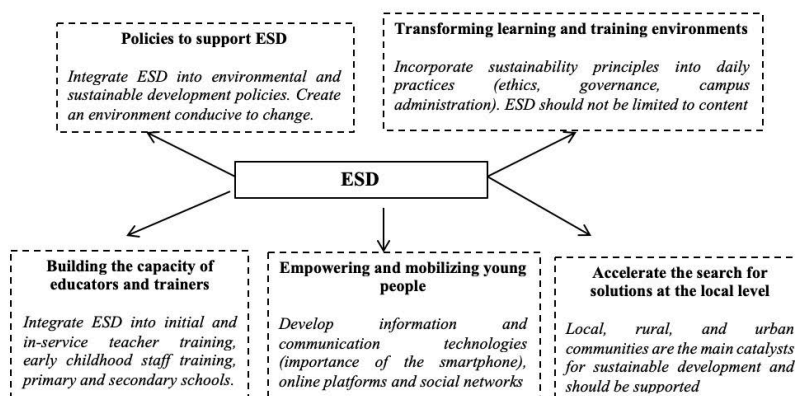 Policies to support ESD
Integrate ESD into environmental and
sustainable development policies. Create
an environment conducive to change.
Transforming learning and training environments
Incorporate sustainability principles into daily
practices (ethics, governance, campus
administration). ESD should not be limited to content
ESD
Building the capacity of
educators and trainers
Integrate ESD into initial and
in-service teacher training,
early childhood staff training,
primary and secondary schools.
Empowering and mobilizing young
people
Develop information and
communication technologies
(importance of the smartphone),
online platforms and social networks
Accelerate the search for
solutions at the local level
Local, rural, and urban
communities are the main catalysts
for sustainable development and
should be supported